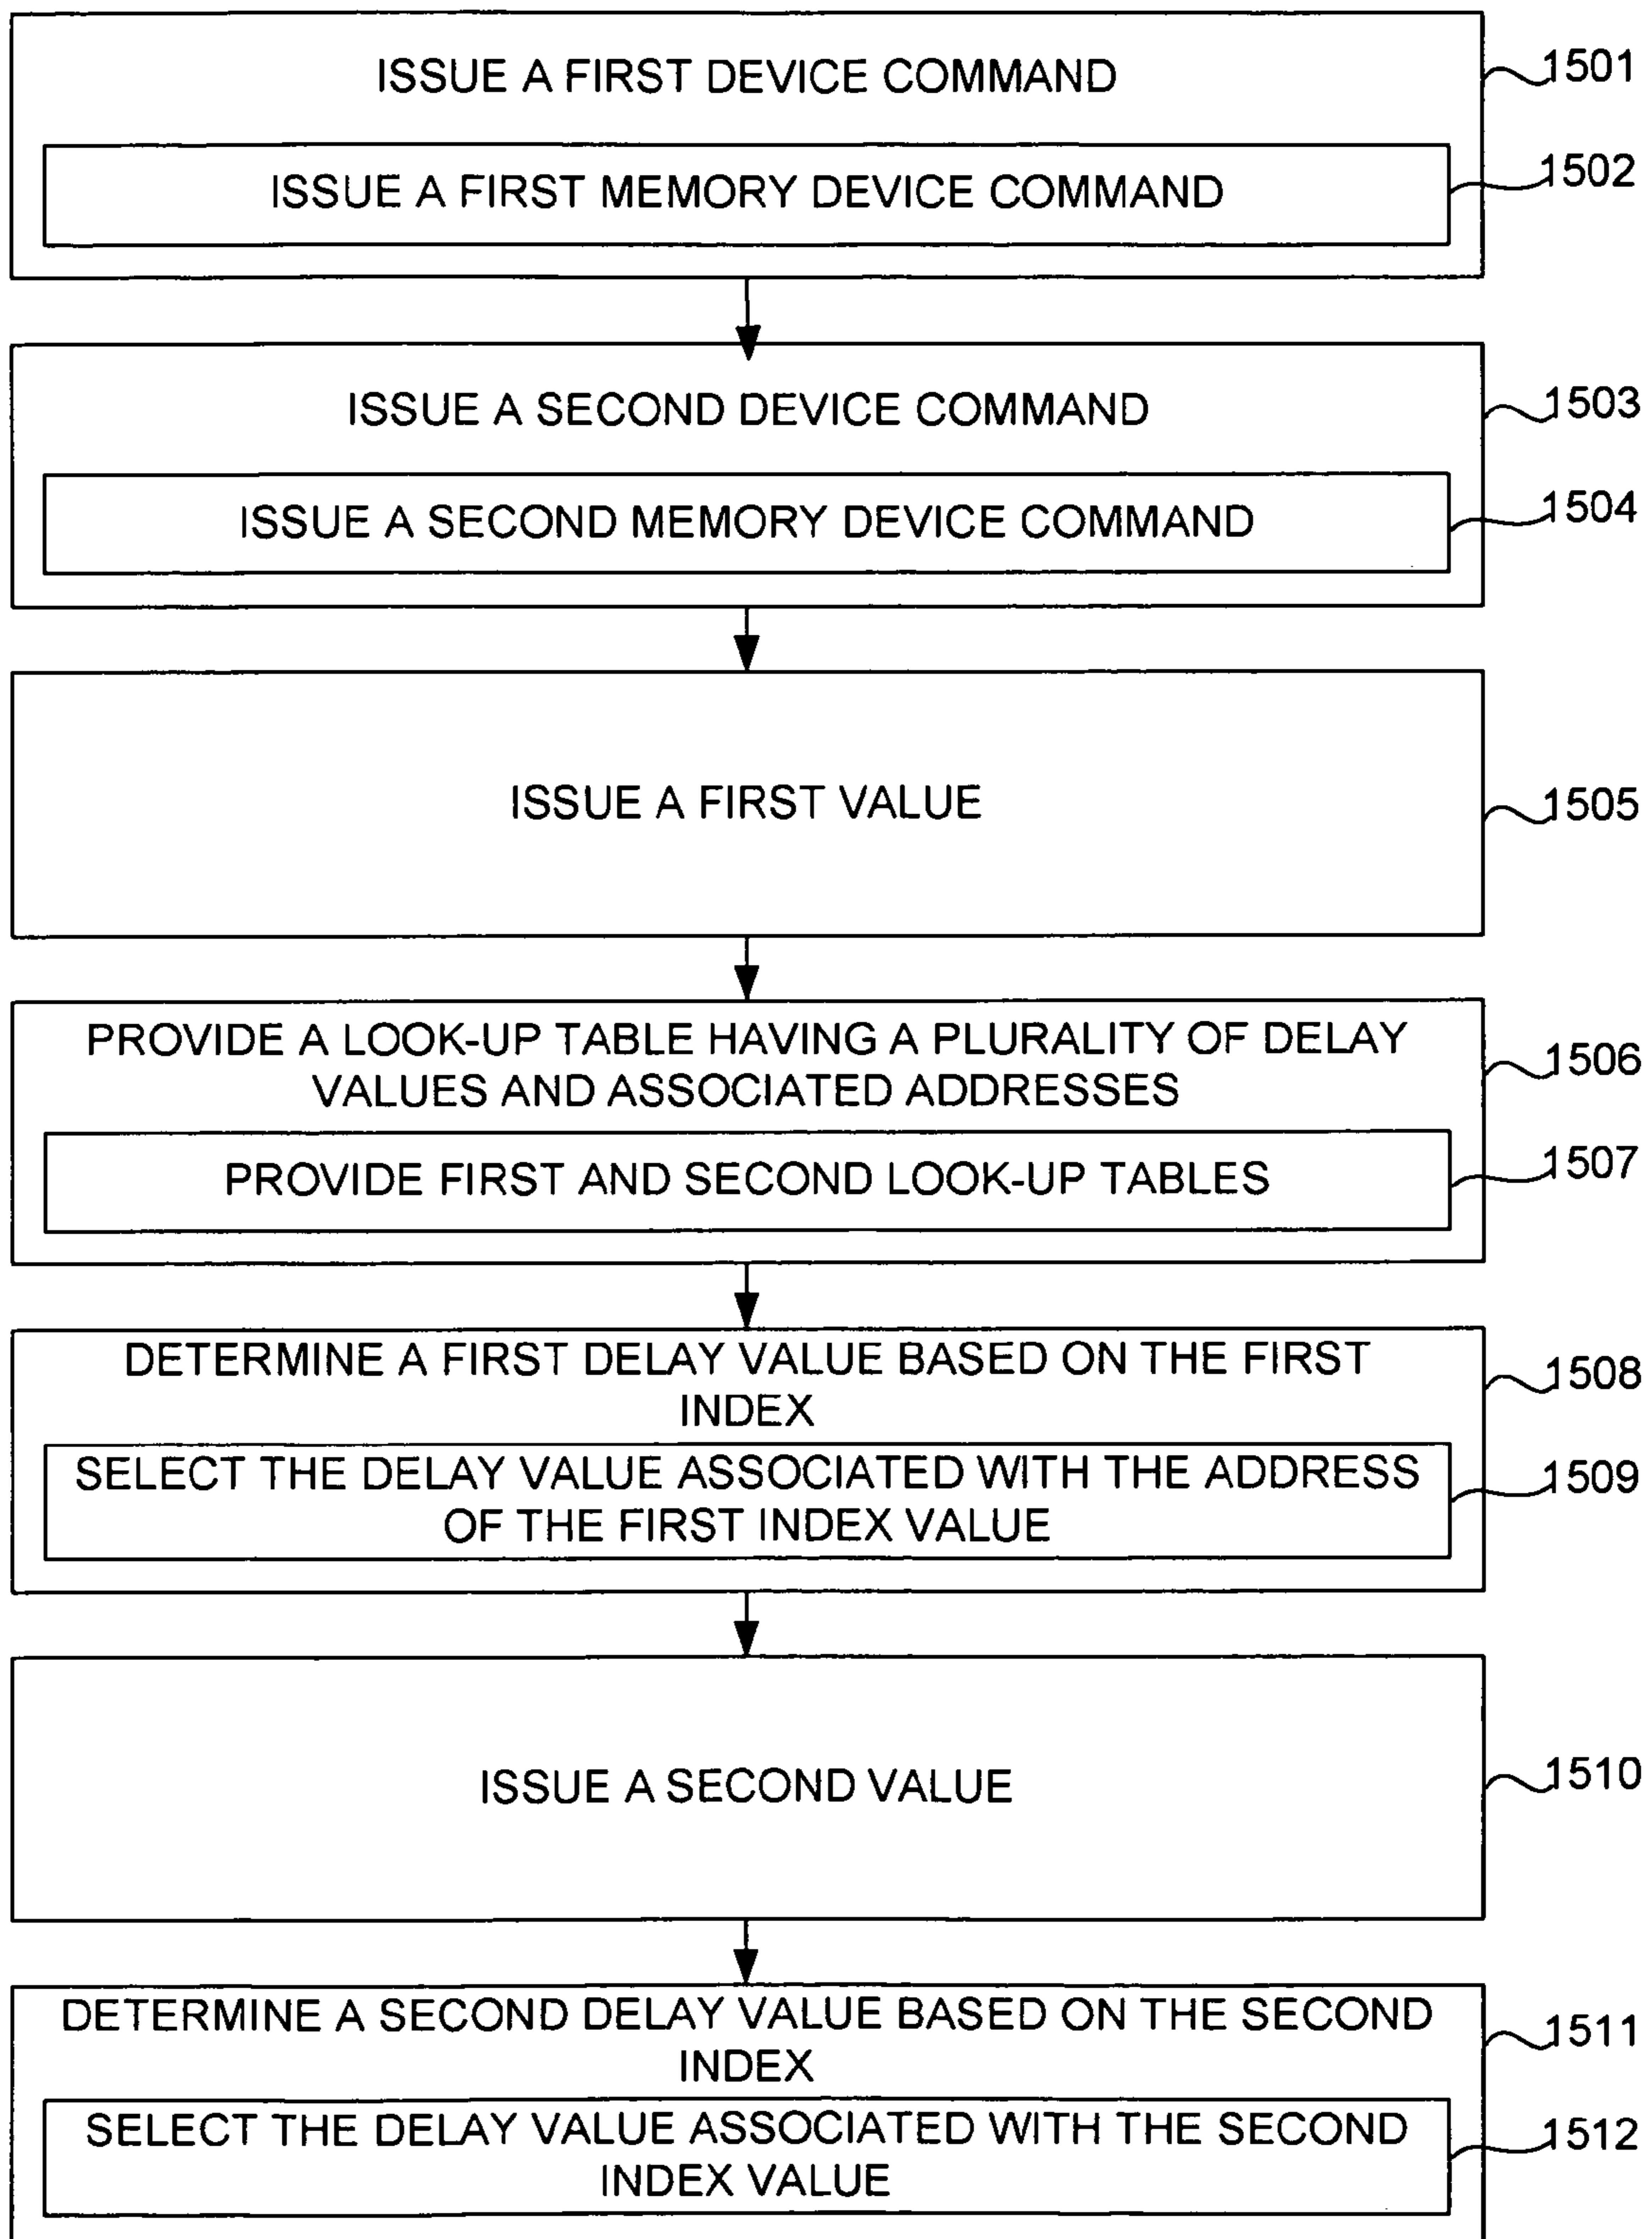 ISSUE A FIRST DEVICE COMMAND
1501
ISSUE A FIRST MEMORY DEVICE COMMAND
1502
ISSUE A SECOND DEVICE COMMAND
1503
ISSUE A SECOND MEMORY DEVICE COMMAND
1504
ISSUE A FIRST VALUE
1505
PROVIDE A LOOK-UP TABLE HAVING A PLURALITY OF DELAY
VALUES AND ASSOCIATED ADDRESSES
1506
PROVIDE FIRST AND SECOND LOOK-UP TABLES
1507
DETERMINE A FIRST DELAY VALUE BASED ON THE FIRST
INDEX
1508
SELECT THE DELAY VALUE ASSOCIATED WITH THE ADDRESS
OF THE FIRST INDEX VALUE
1509
ISSUE A SECOND VALUE
1510
DETERMINE A SECOND DELAY VALUE BASED ON THE SECOND
INDEX
1511
SELECT THE DELAY VALUE ASSOCIATED WITH THE SECOND
INDEX VALUE
1512